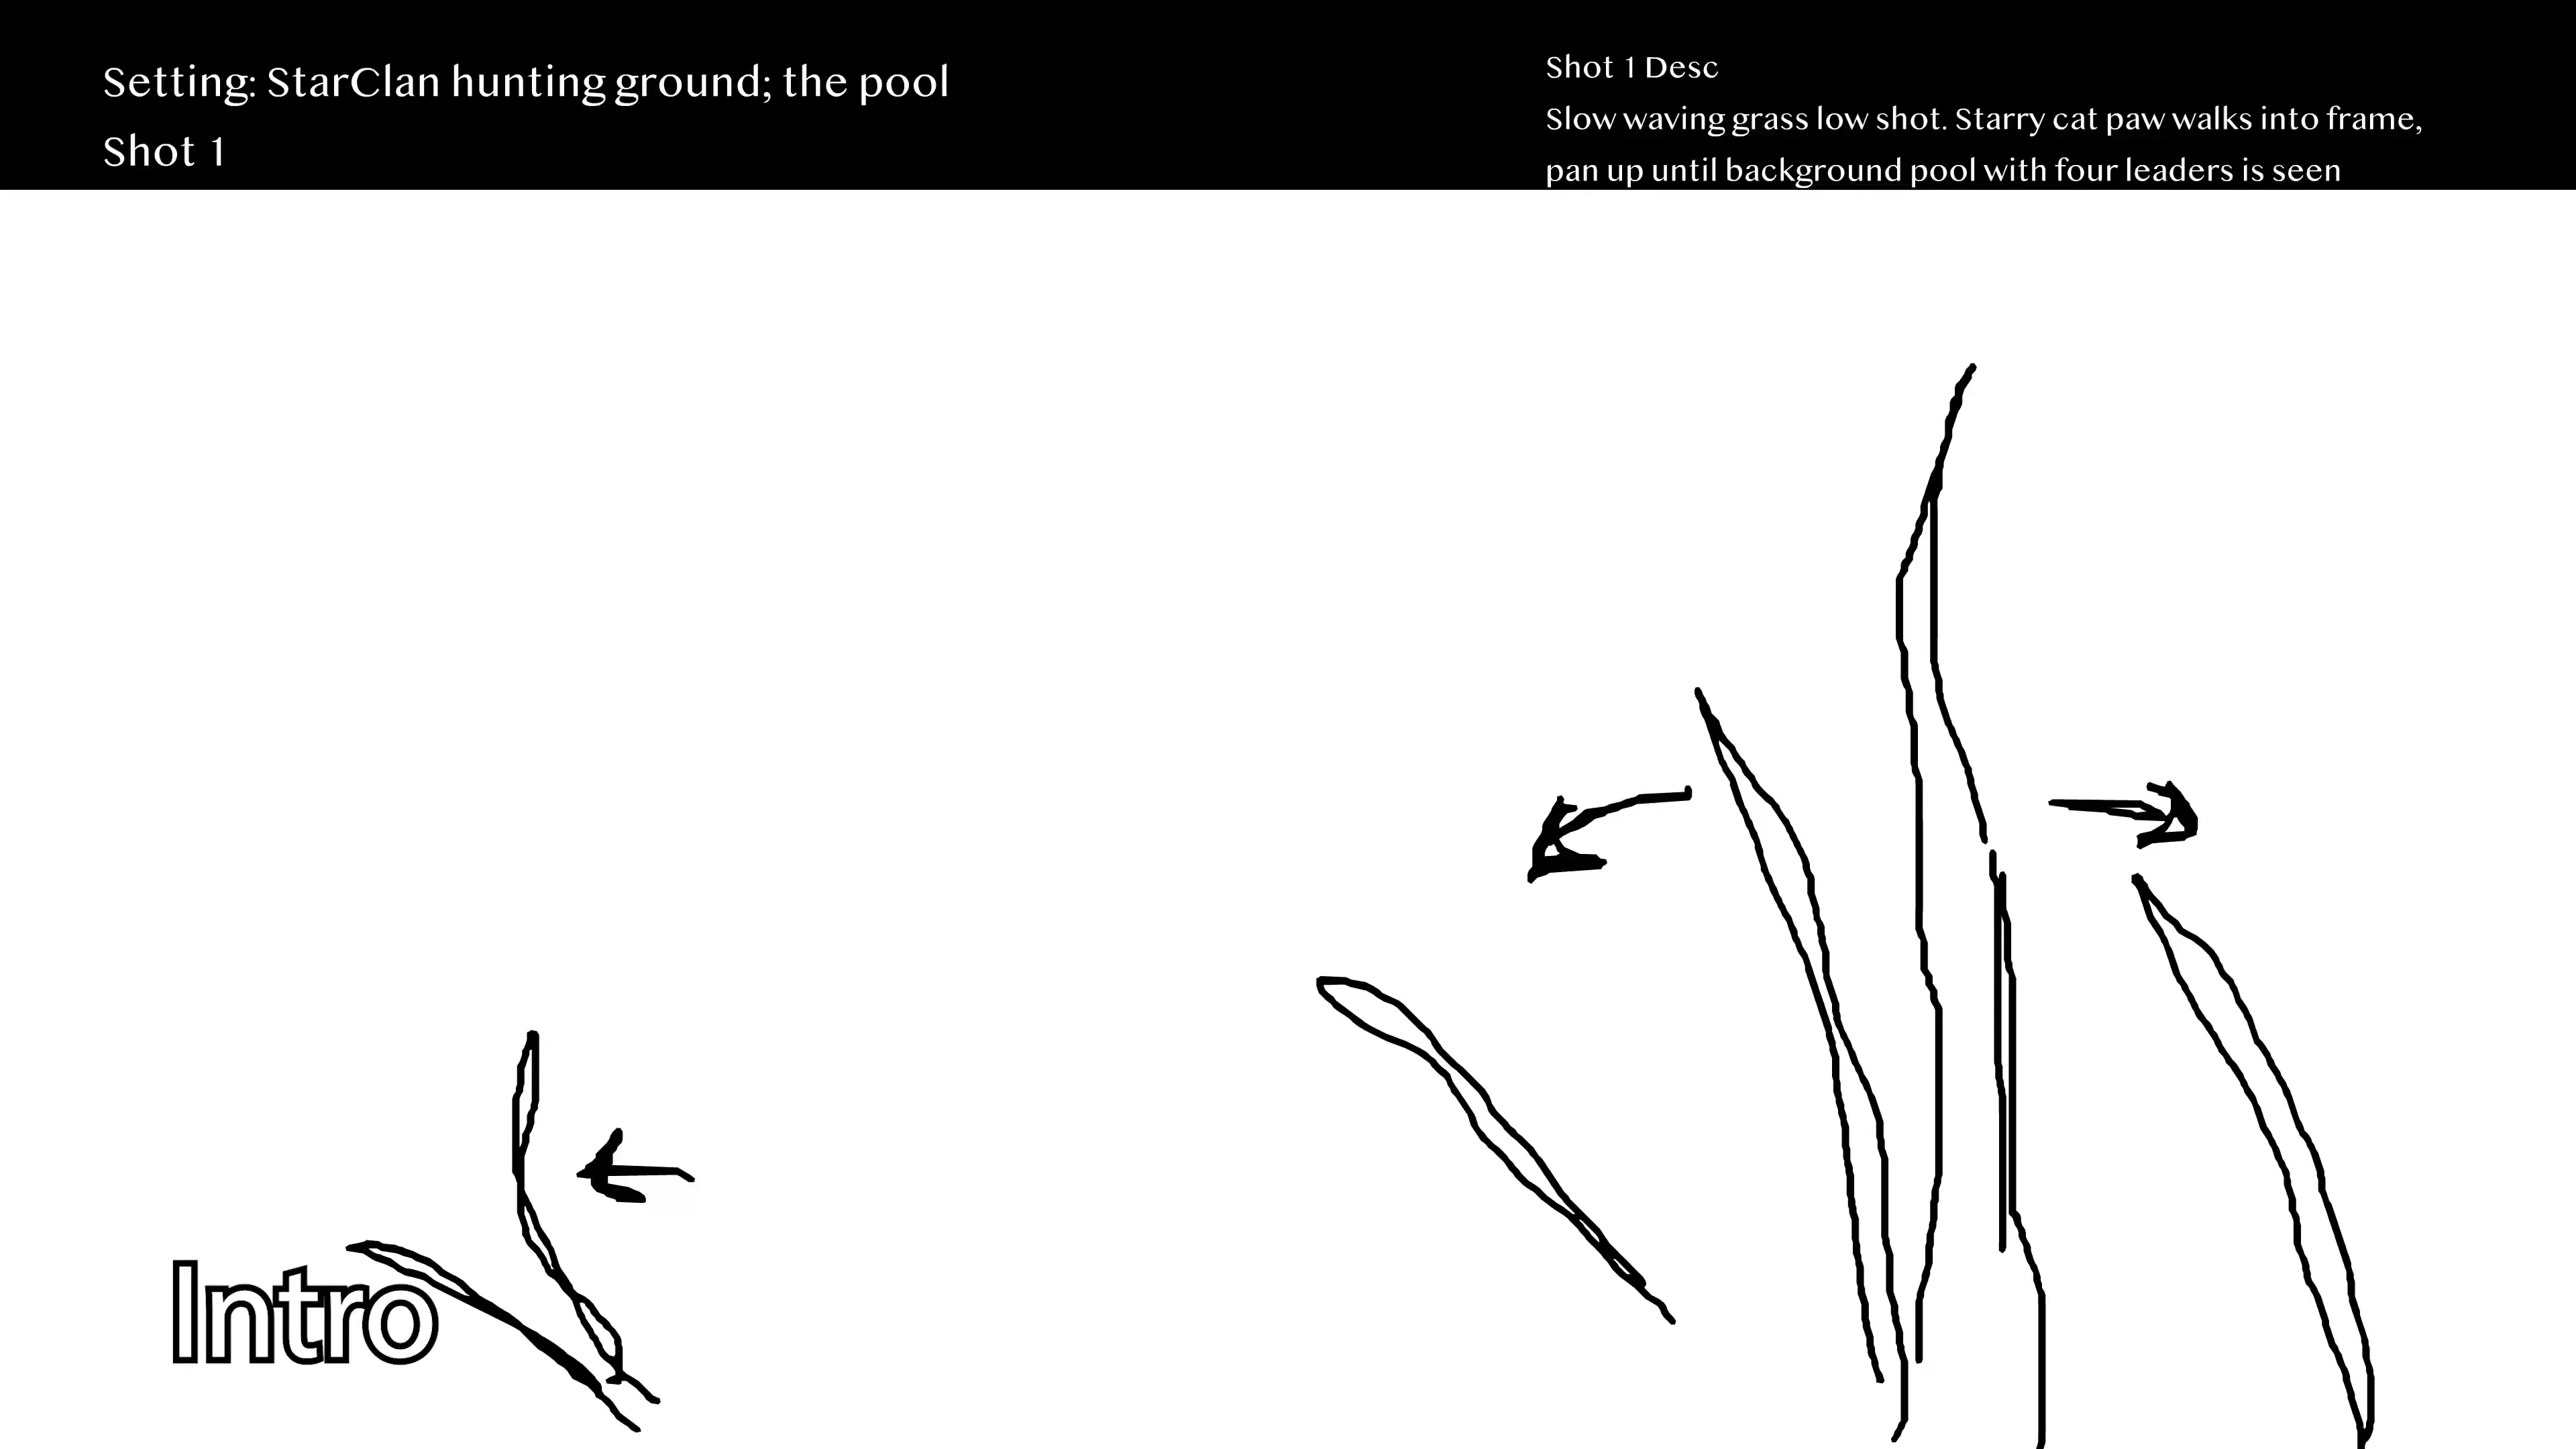 Setting: StarClan hunting ground; the pool
Shot 1
Shot 1 Desc
Slow waving grass low shot. Starry cat paw walks into frame,
pan up until background pool with four leaders is seen
Intro